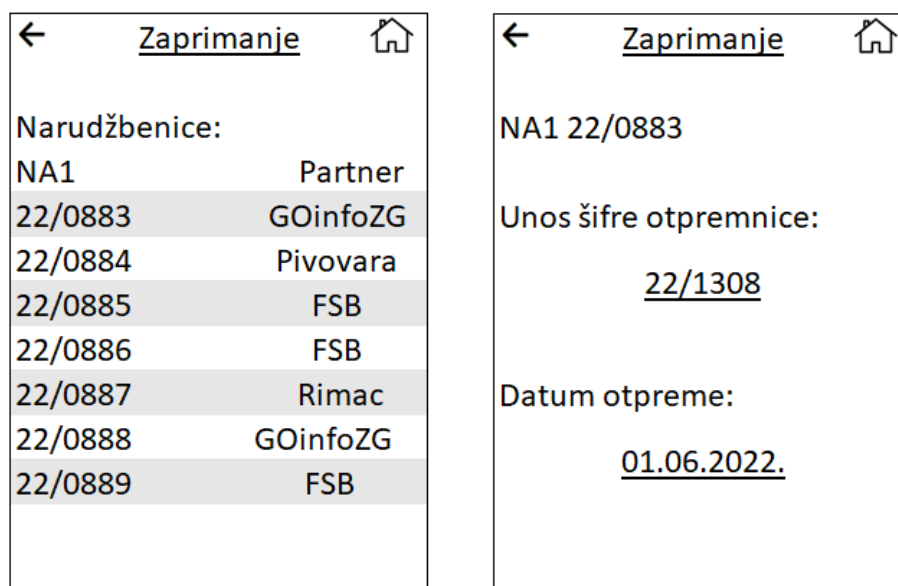 Zaprimanje
Narudžbenice:
NA1 Partner
22/0883 GOinfoZG
22/0884 Pivovara
22/0885 FSB
22/0886 FSB
22/0887 Rimac
22/0888 GOinfoZG
22/0889 FSB
Zaprimanje
NA1 22/0883
Unos šifre otpremnice:
22/1308
Datum otpreme:
01.06.2022.